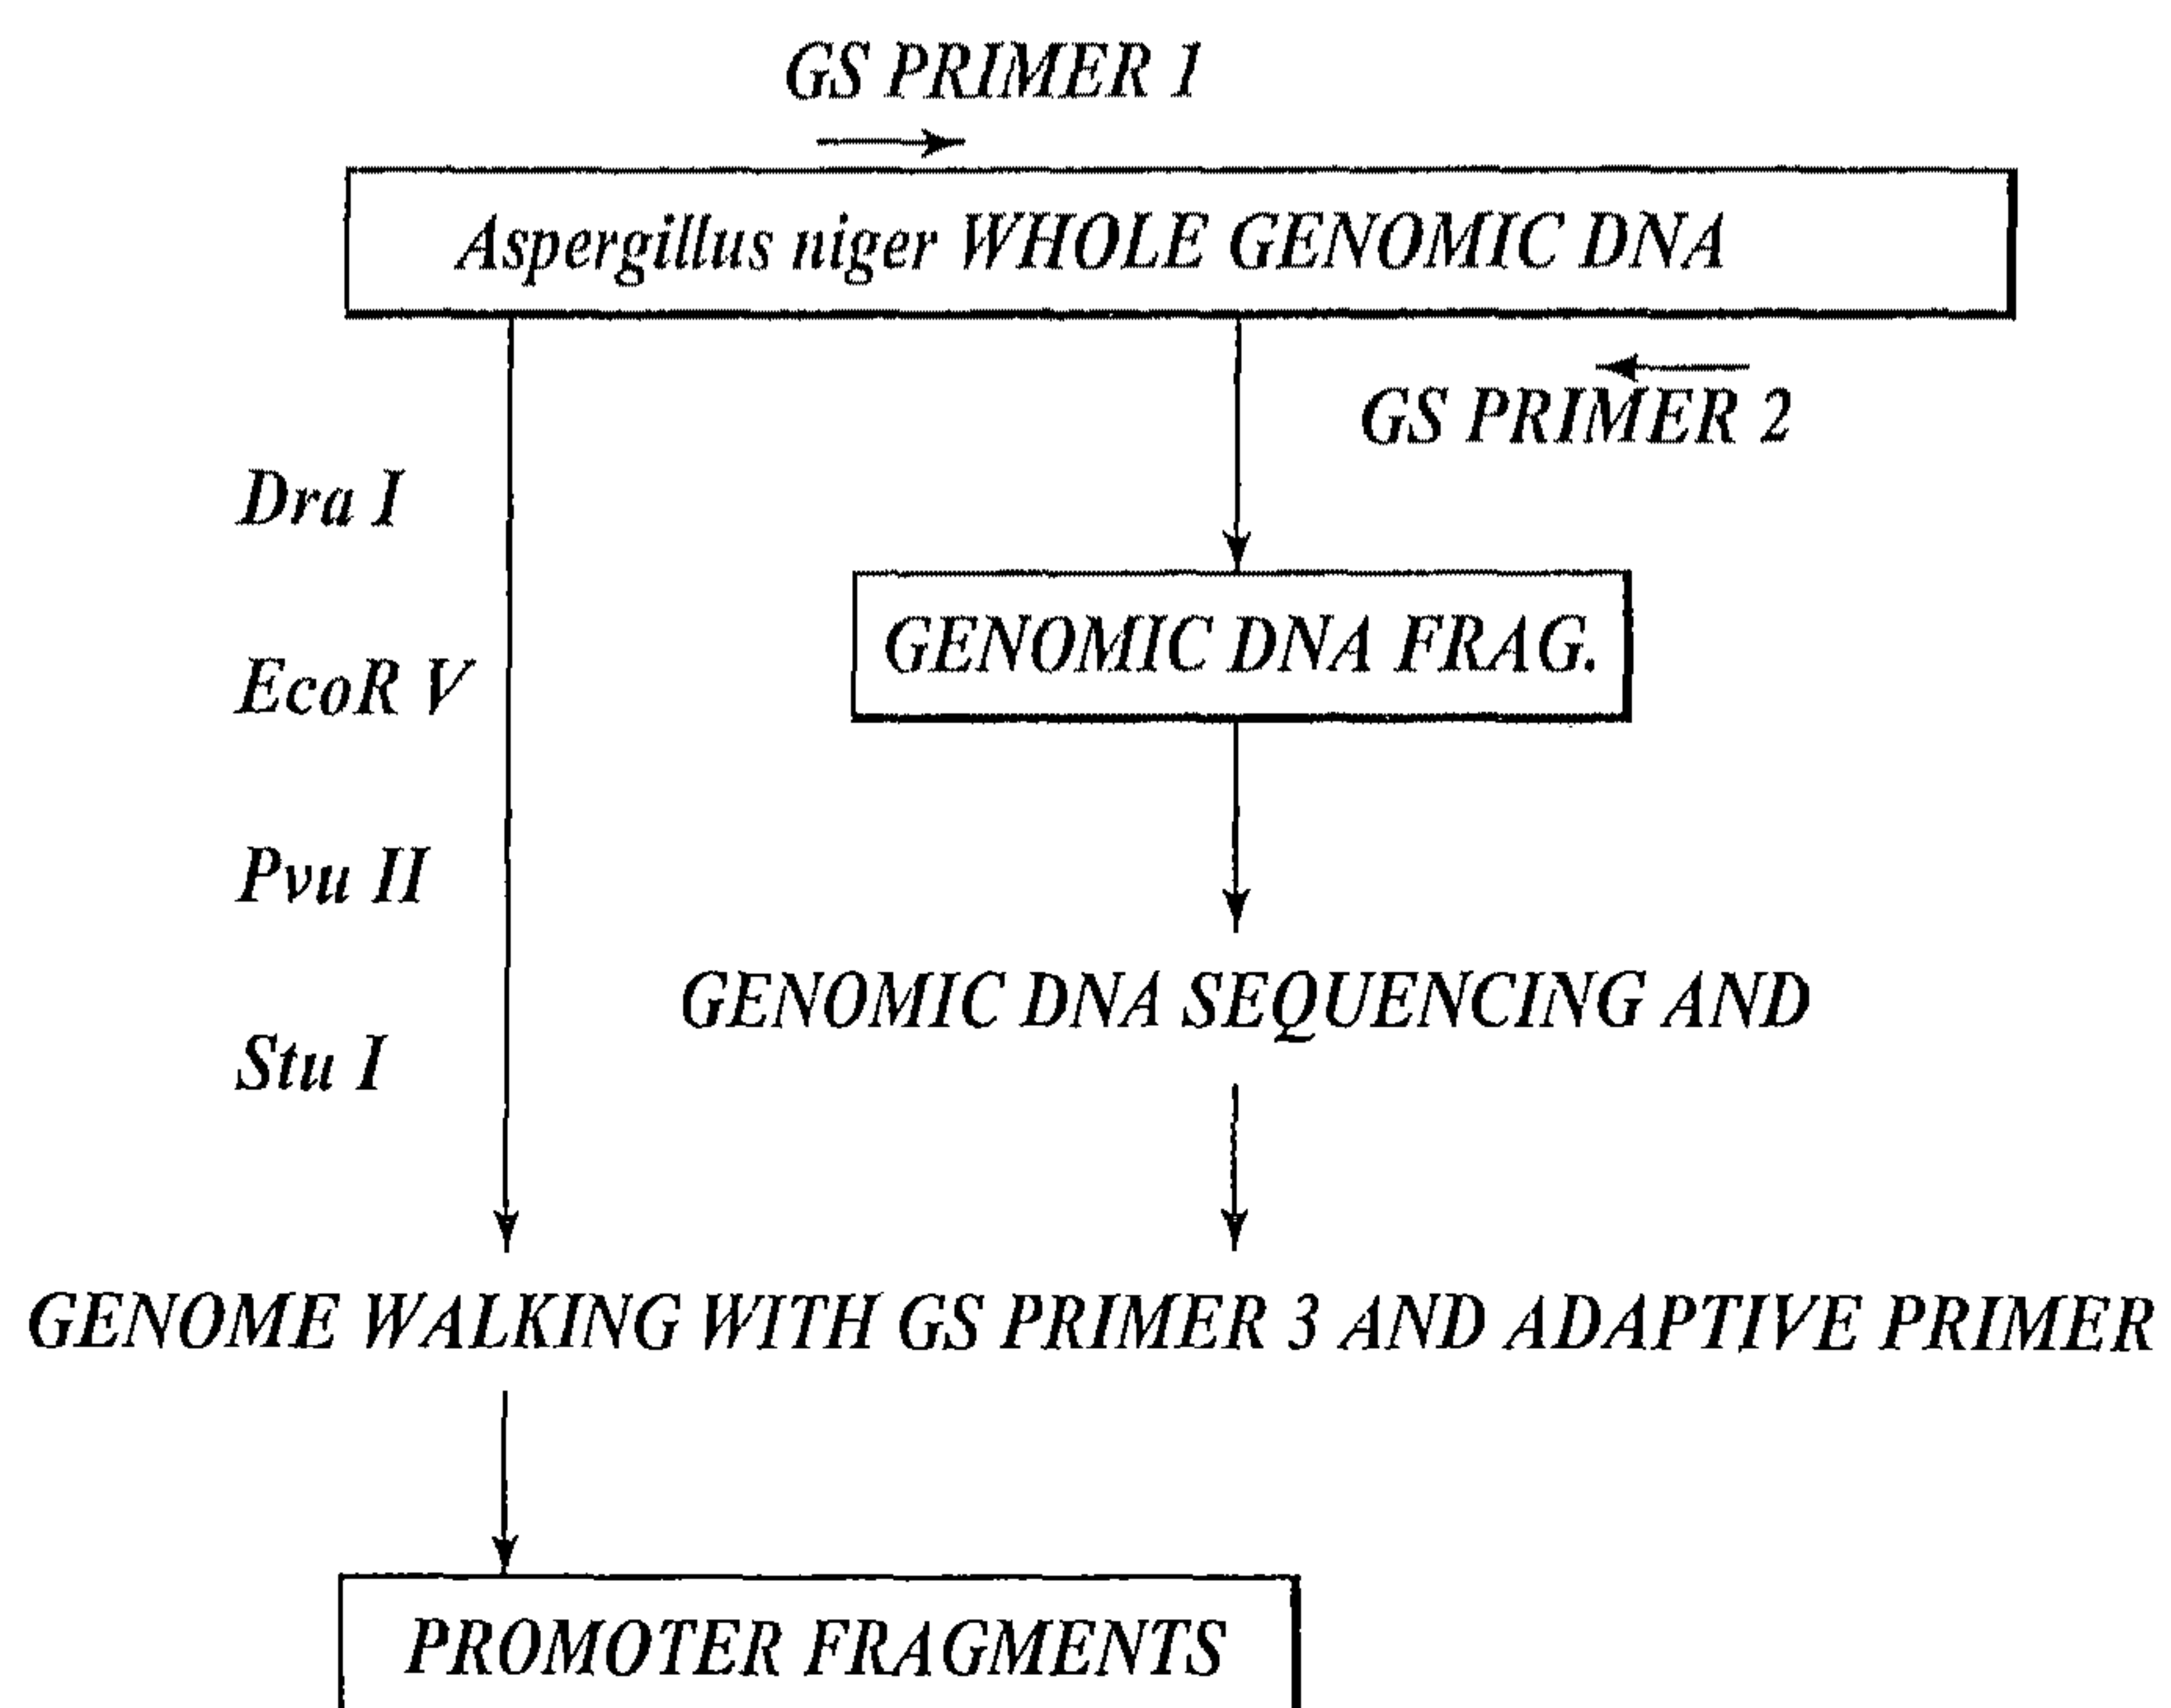 GS PRIMER 1
Aspergillus niger WHOLE GENOMIC DNA
GS PRIMER 2
Dra I
EcoR V
GENOMIC DNA FRAG.
Pvu II
GENOMIC DNA SEQUENCING AND
Stu I
GENOME WALKING WITH GS PRIMER 3 AND ADAPTIVE PRIMER
PROMOTER FRAGMENTS